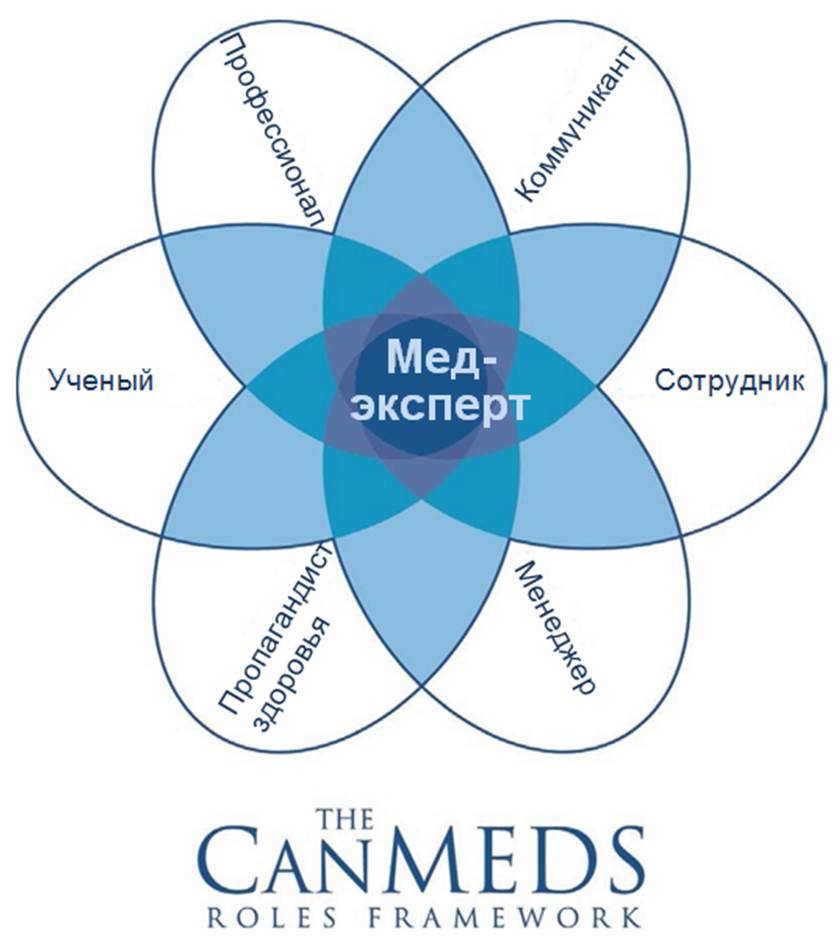 Профессионал
Коммуникант
Мед-
эксперт
Ученый
Сотрудник
Пропагандист
здоровья
Менеджер
THE
CANMEDS
ROLES FRAMEWORK